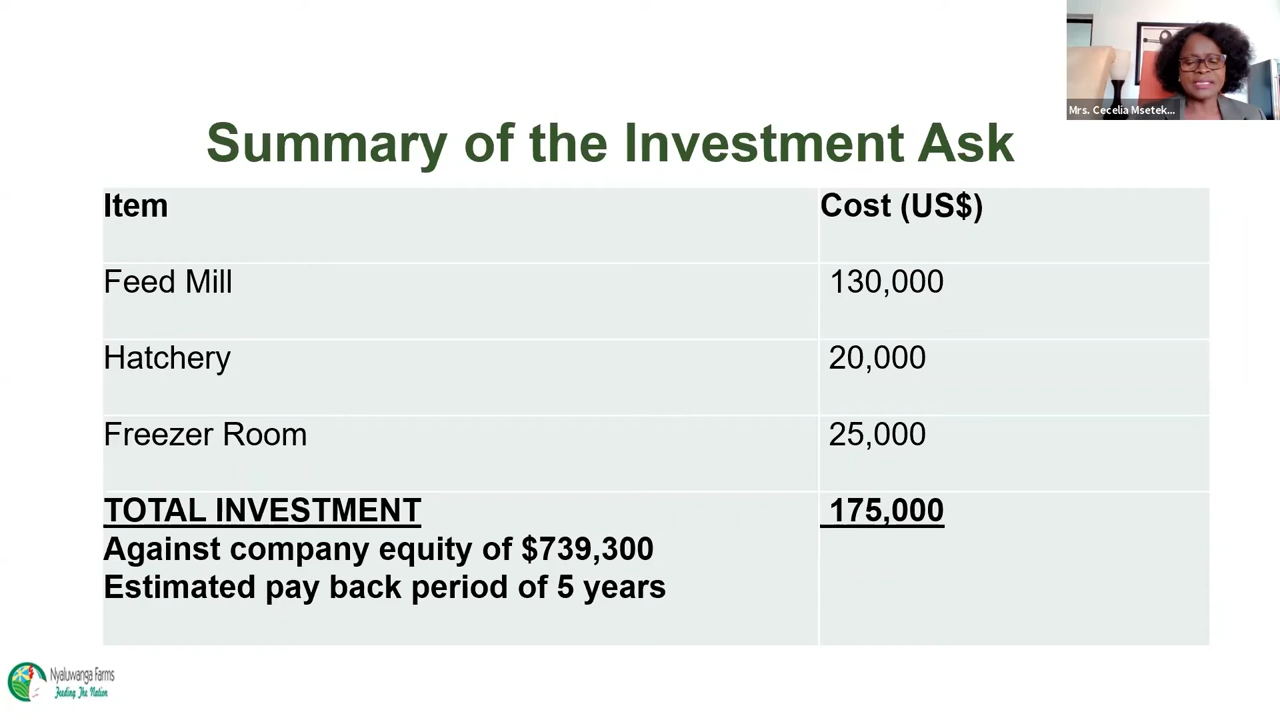 Mrs. Cecelia Msetek...
Summary of the Investment Ask
Item Cost (US$)
Feed Mill 130,000
Hatchery 20,000
Freezer Room 25,000
TOTAL INVESTMENT 175,000
Against company equity of $739,300
Estimated pay back period of 5 years
Nyaluwanga Farms
Feeding The Nation